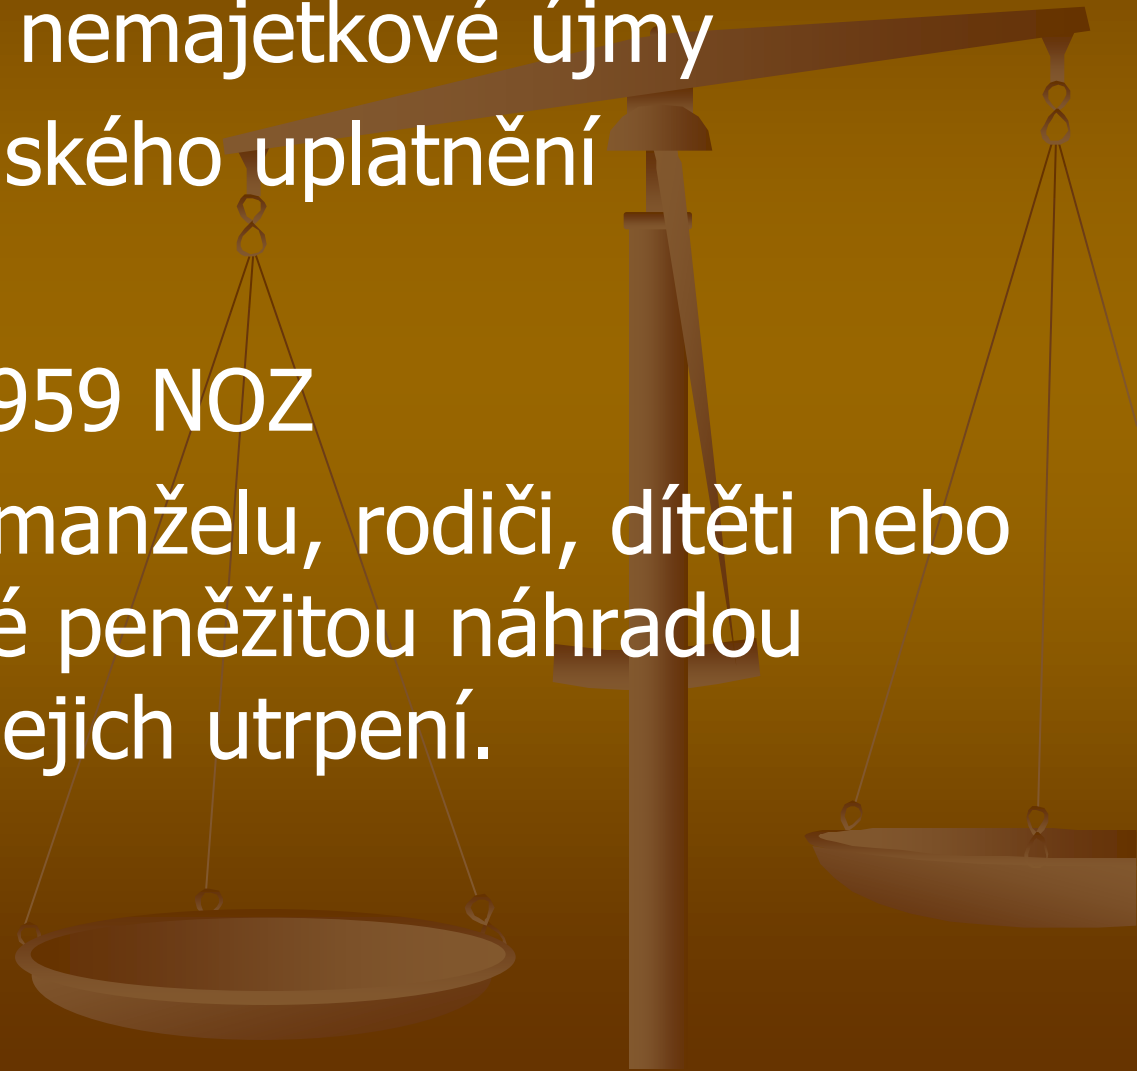 nemajetkové újmy
ského uplatnění
959 NOZ
manželu, rodiči, dítěti nebo
é peněžitou náhradou
ejich utrpení.